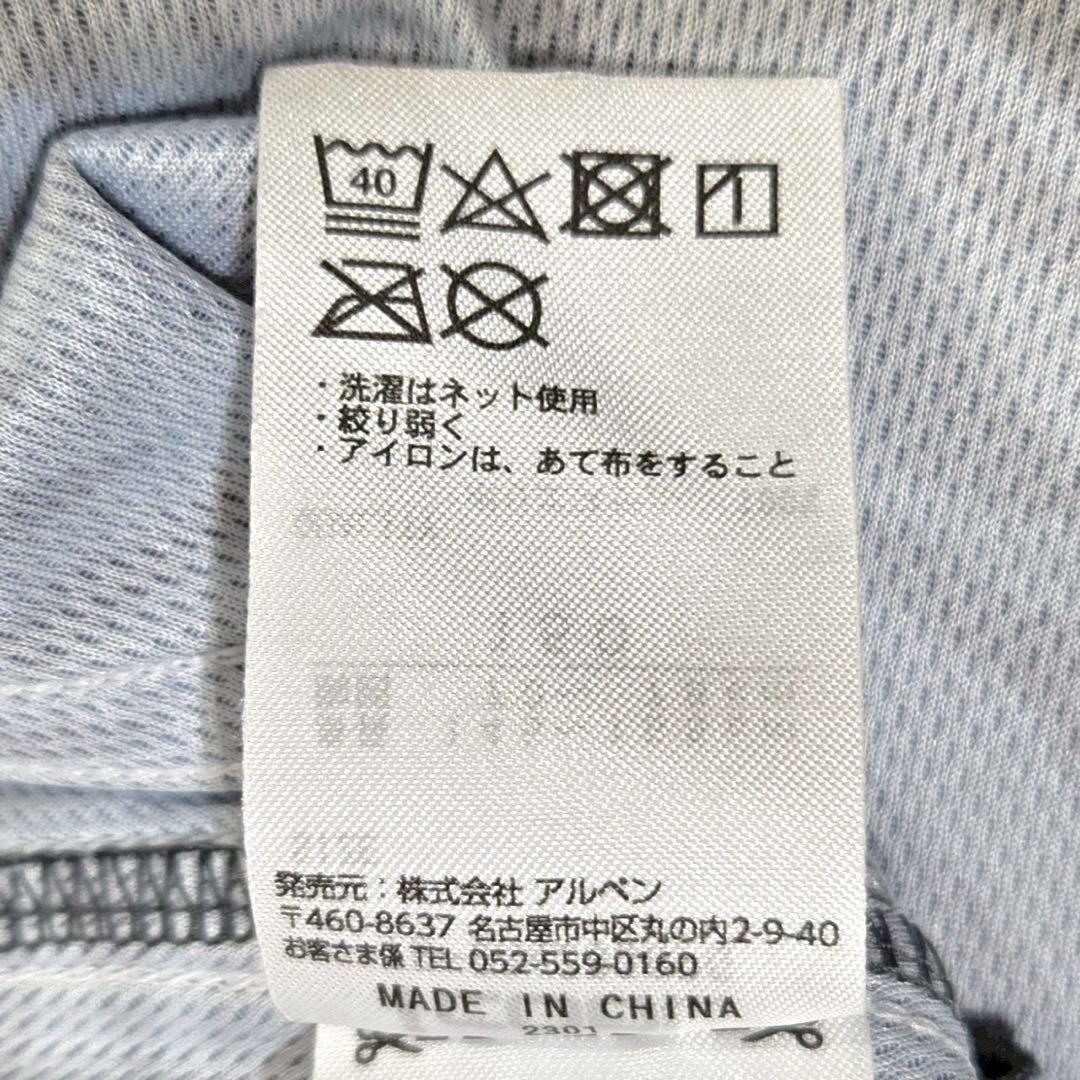 40
・洗濯はネット使用
・絞り弱く
・アイロンは、あて布をすること
発売元:株式会社 アルペン
〒460-8637 名古屋市中区丸の内2-9-40
お客さま係 TEL 052-559-0160
MADE IN CHINA
2301